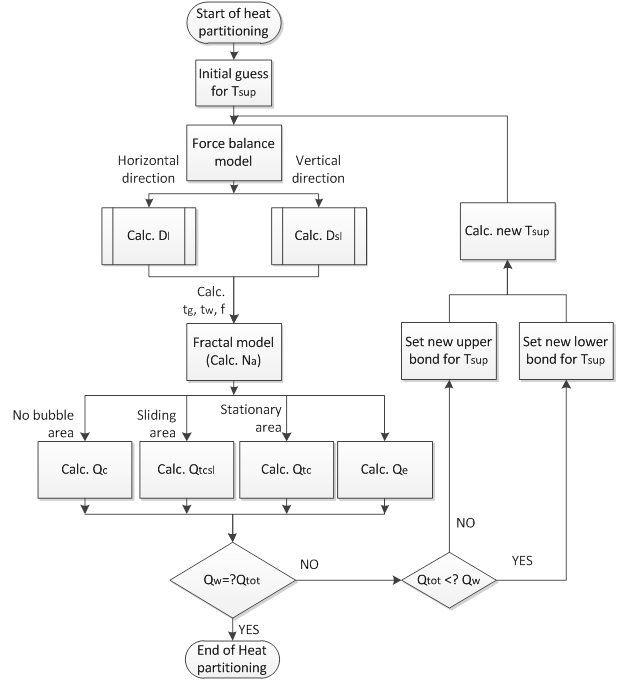 Start of heat
partitioning
Initial guess
for Tsup
Force balance
model
Horizontal
direction
Vertical
direction
Calc. Dl
Calc. Dsl
Calc. new Tsup
Calc.
tg, tw, f
Fractal model
(Calc. Na)
Set new upper
bond for Tsup
Set new lower
bond for Tsup
No bubble
area
Sliding
area
Stationary
area
Calc. Qc
Calc. Qtcsl
Calc. Qtc
Calc. Qe
NO
Qw=?Qtot
NO
Qtot <? Qw
YES
YES
End of Heat
partitioning